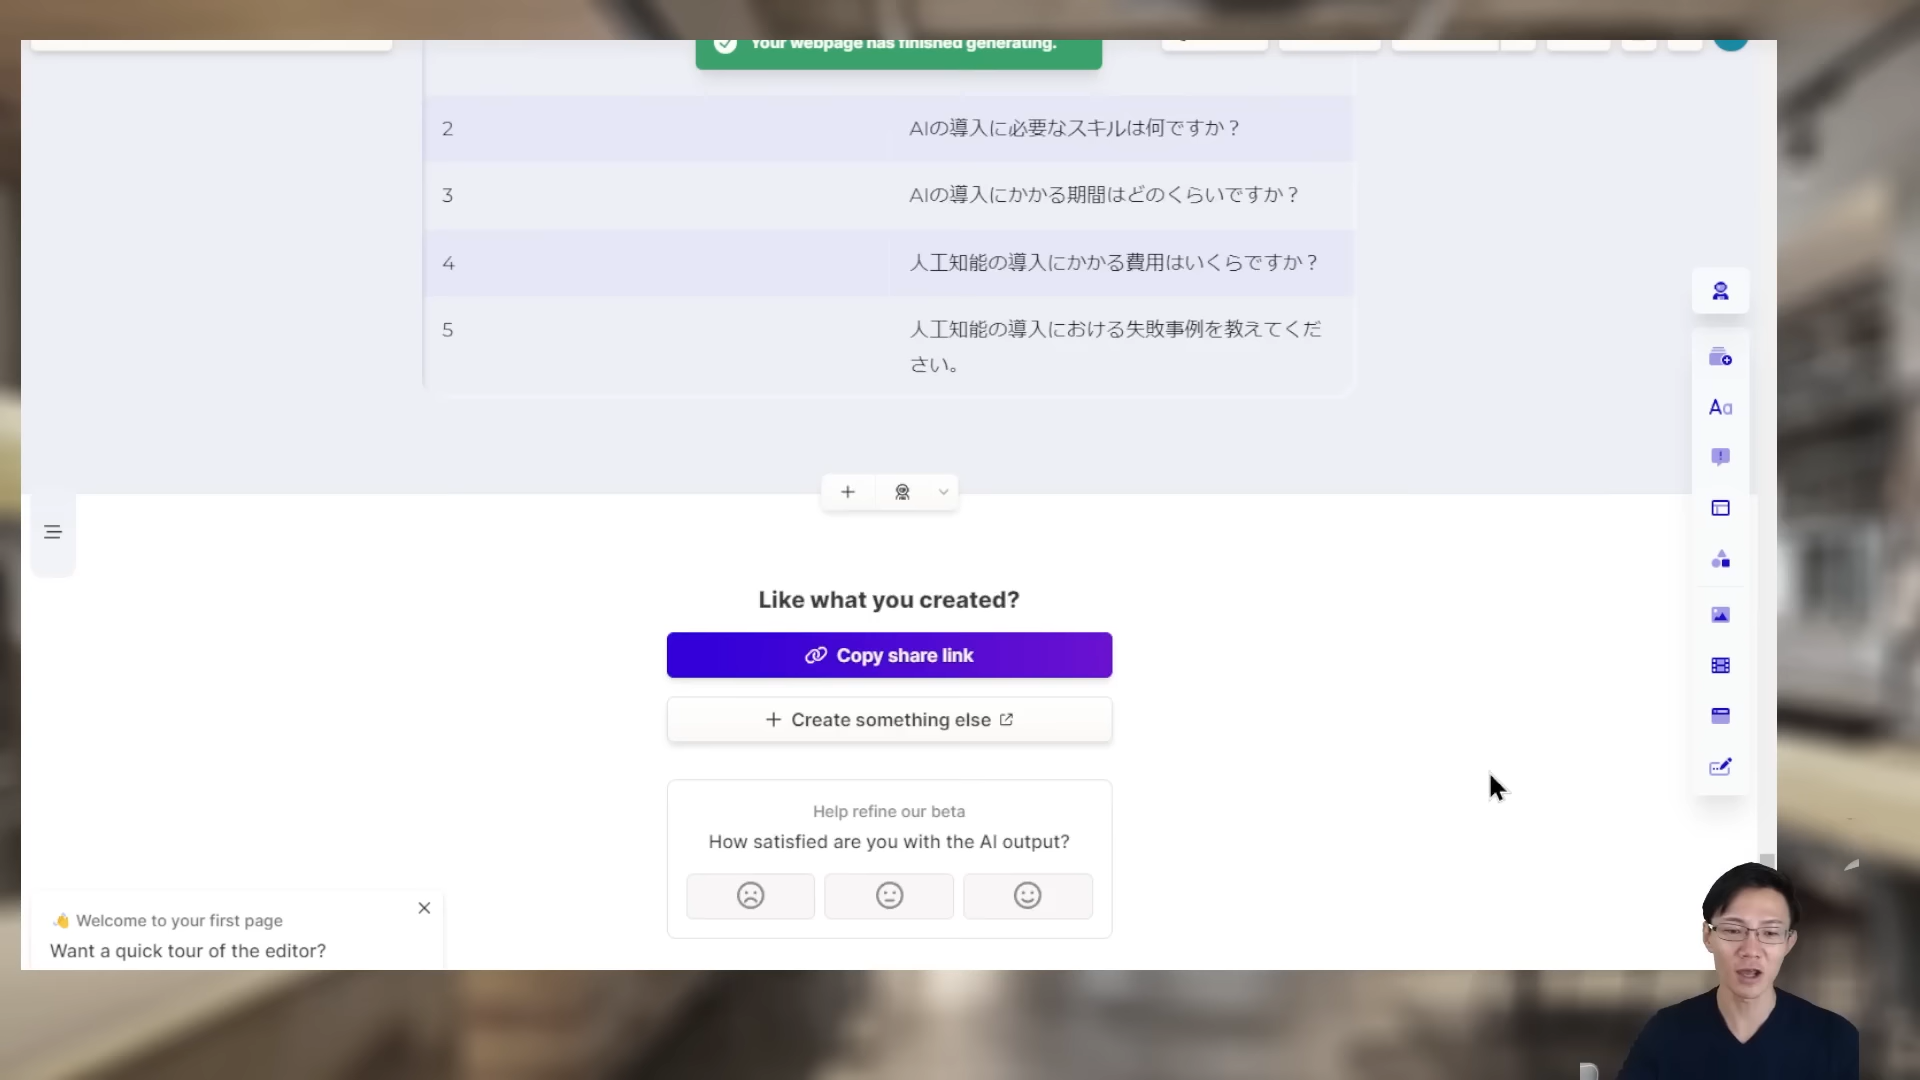 Your webpage has finished generating.
2
AIの導入に必要なスキルは何ですか？
3
AIの導入にかかる期間はどのくらいですか？
4
人工知能の導入にかかる費用はいくらですか？
5
人工知能の導入における失敗事例を教えてくだ
さい。
Aa
Like what you created?
Copy share link
+ Create something else
Help refine our beta
How satisfied are you with the AI output?
👋 Welcome to your first page
Want a quick tour of the editor?